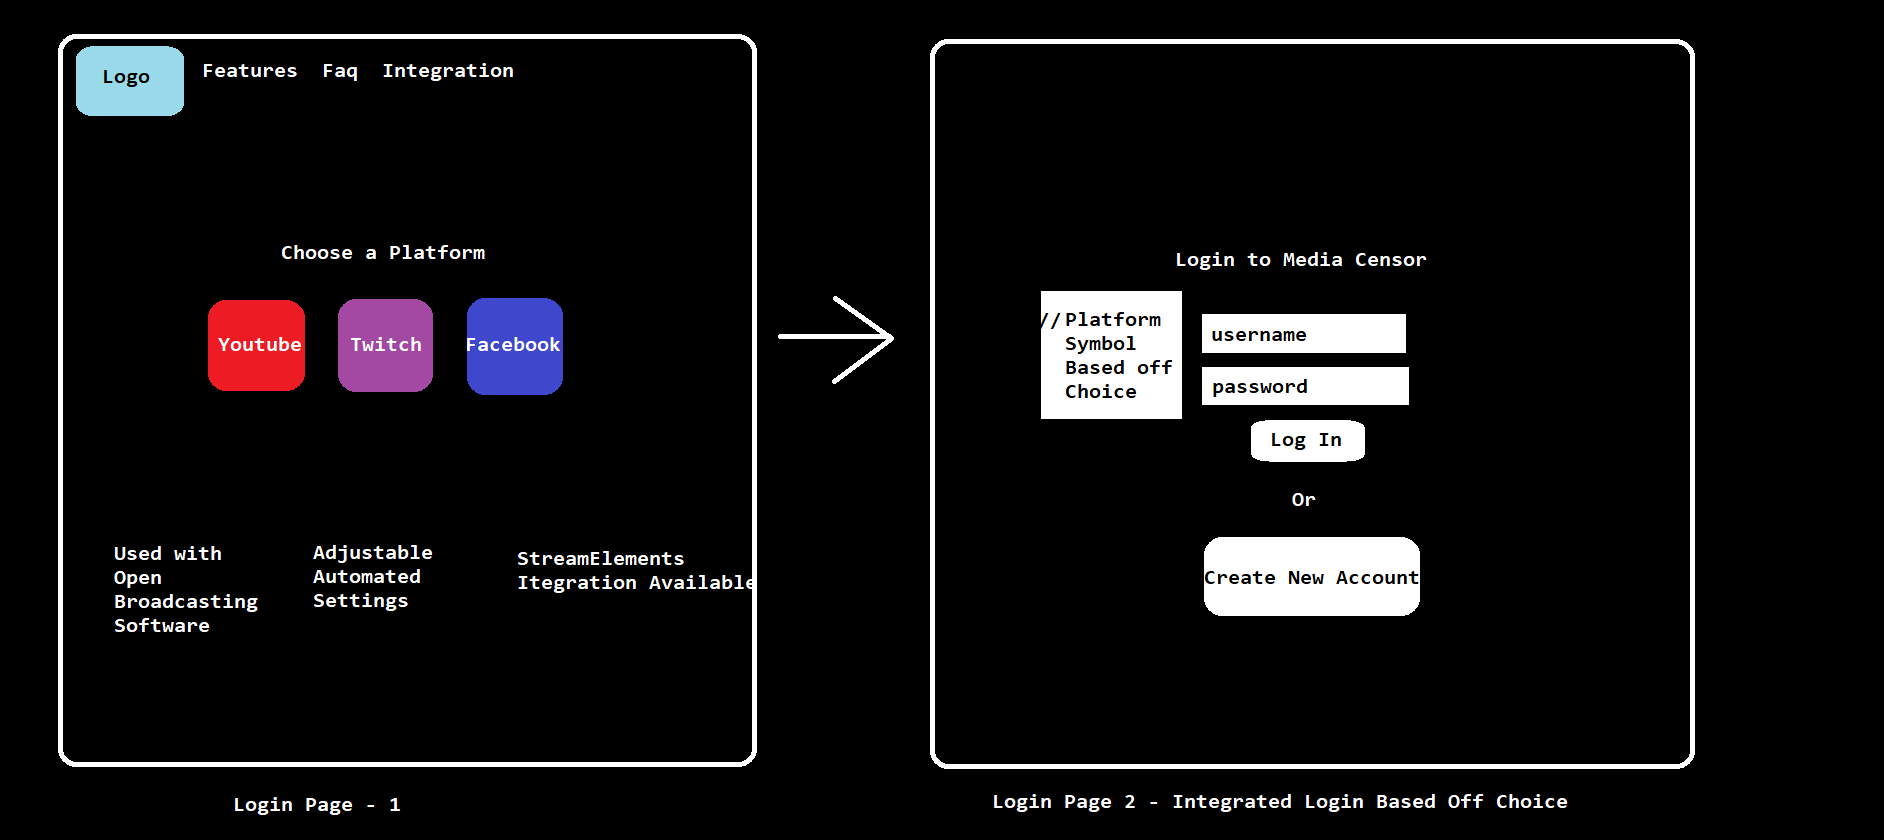 Logo
Features Faq Integration
Choose a Platform
Youtube
Twitch
Facebook
Used with
Open
Broadcasting
Software
Adjustable
Automated
Settings
StreamElements
Itegration Available
Login Page - 1
Login to Media Censor
//Platform
Symbol
Based off
Choice
username
password
Log In
Or
Create New Account
Login Page 2 - Integrated Login Based Off Choice